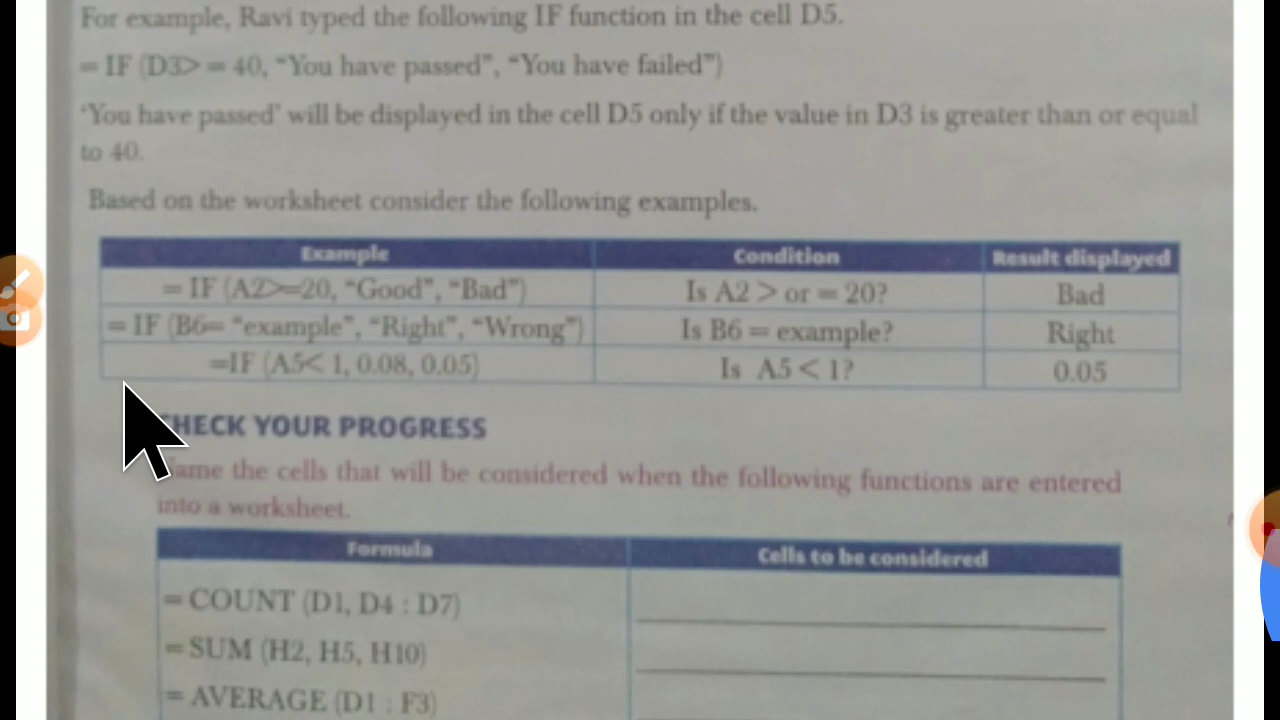 For example, Ravi typed the following IF function in the cell D5.
= IF (D3> = 40, “You have passed”, “You have failed”)
‘You have passed’ will be displayed in the cell D5 only if the value in D3 is greater than or equal
to 40.
Based on the worksheet consider the following examples.
Example Condition Result displayed
= IF (A2>=20, “Good”, “Bad”) Is A2 > or = 20? Bad
= IF (B6= “example”, “Right”, “Wrong”) Is B6 = example? Right
=IF (A5< 1, 0.08, 0.05) Is A5 < 1? 0.05
HECK YOUR PROGRESS
ame the cells that will be considered when the following functions are entered
into a worksheet.
Formula Cells to be considered
= COUNT (D1, D4 : D7)
= SUM (H2, H5, H10)
= AVERAGE (D1 : F3)